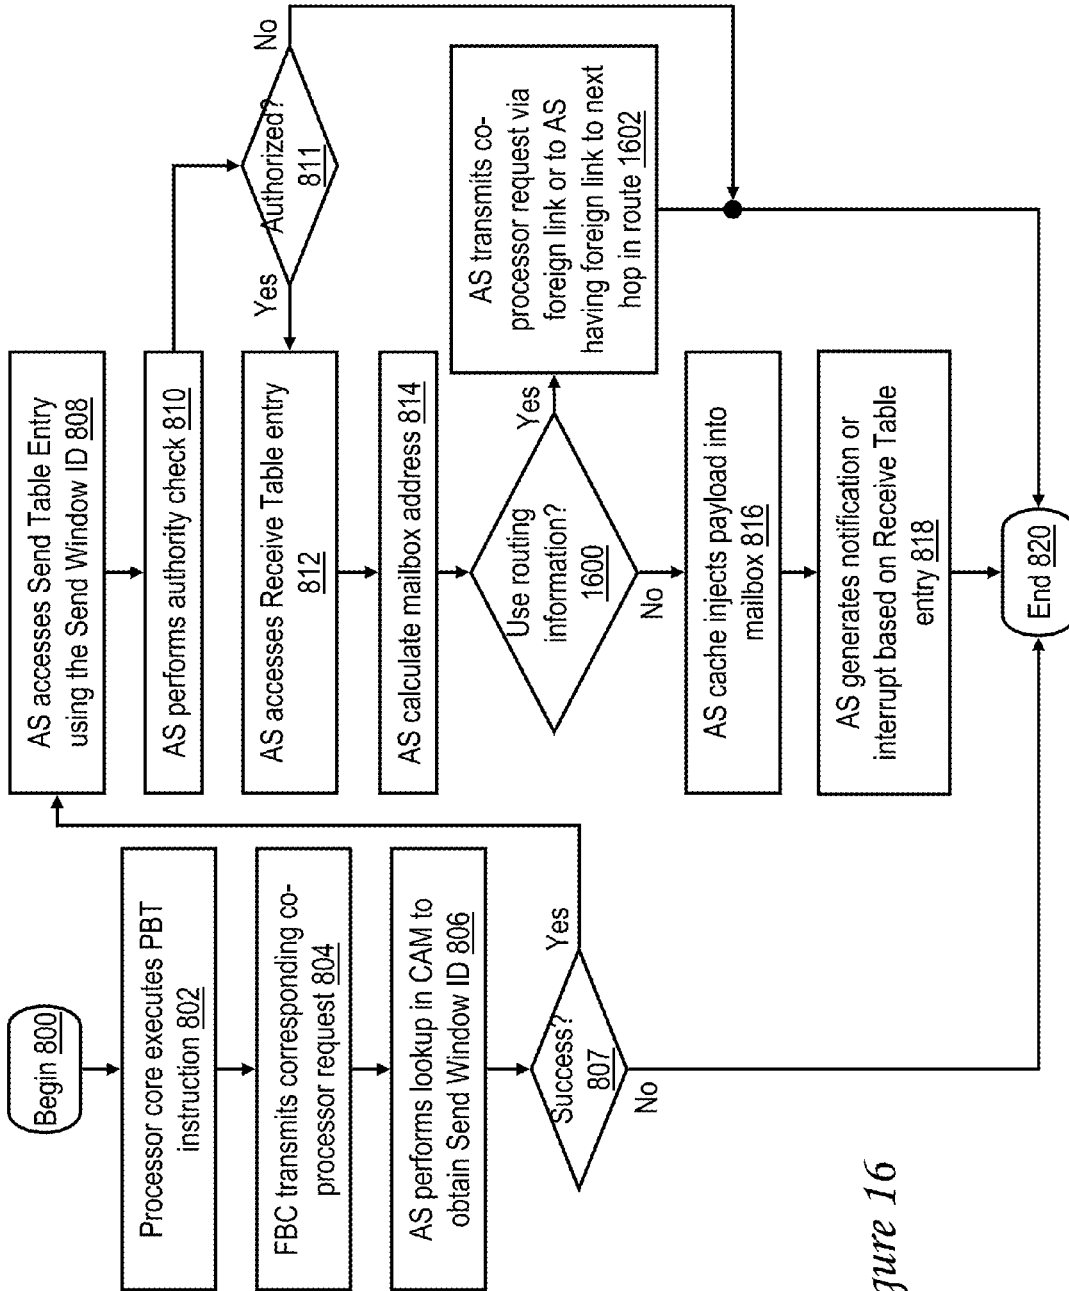 Begin 800
Processor core executes PBT
instruction 802
FBC transmits corresponding co-
processor request 804
AS performs lookup in CAM to
obtain Send Window ID 806
Success?
807
Yes
No
AS accesses Send Table Entry
using the Send Window ID 808
AS performs authority check 810
Authorized?
811
Yes
No
AS accesses Receive Table entry
812
AS calculate mailbox address 814
Use routing
information?
1600
Yes
No
AS transmits co-
processor request via
foreign link or to AS
having foreign link to next
hop in route 1602
AS cache injects payload into
mailbox 816
AS generates notification or
interrupt based on Receive Table
entry 818
End 820
gure 16